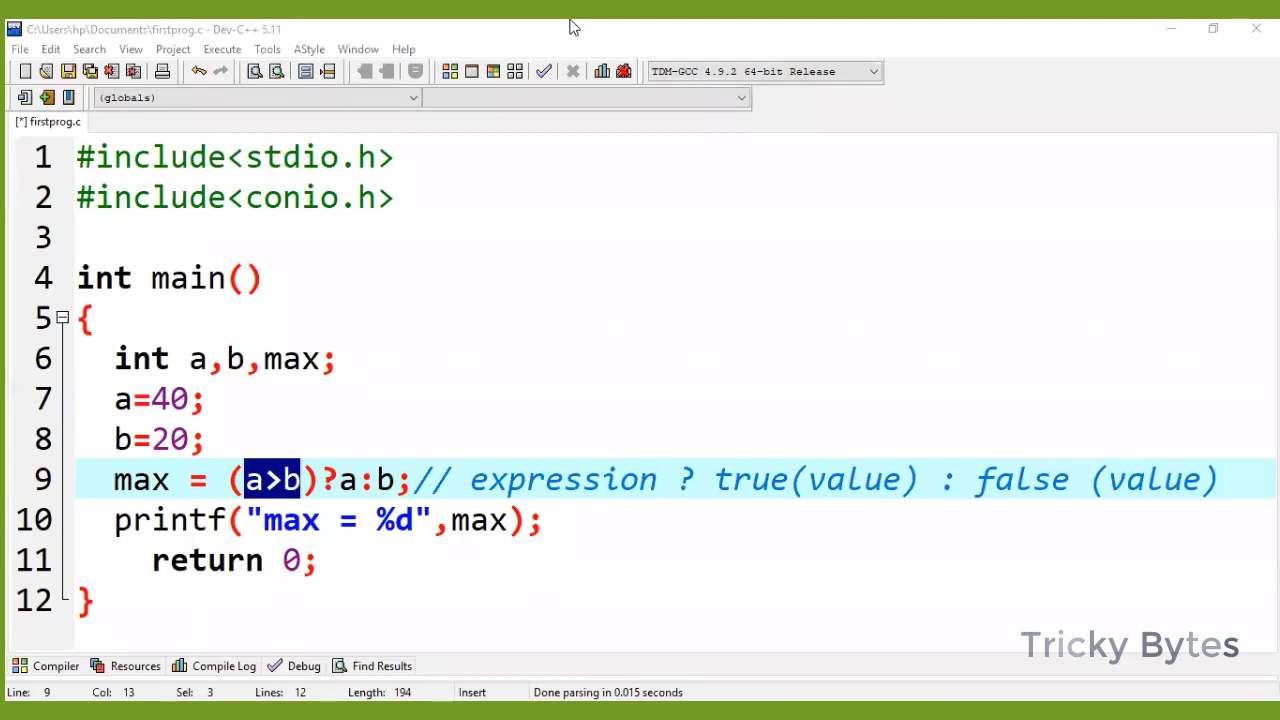 C:\Users\hp\Documents\firstprog.c - Dev-C++ 5.11
File Edit Search View Project Execute Tools AStyle Window Help
TDM-GCC 4.9.2 64-bit Release
(globals)
[*] firstprog.c
1 #include<stdio.h>
2 #include<conio.h>
3
4 int main()
5 {
6 int a,b,max;
7 a=40;
8 b=20;
9 max = (a>b)?a:b;// expression ? true(value) : false (value)
10 printf("max = %d",max);
11 return 0;
12 }
Tricky Bytes
Compiler Resources Compile Log Debug Find Results
Line: 9 Col: 13 Sel: 3 Lines: 12 Length: 194 Insert Done parsing in 0.015 seconds